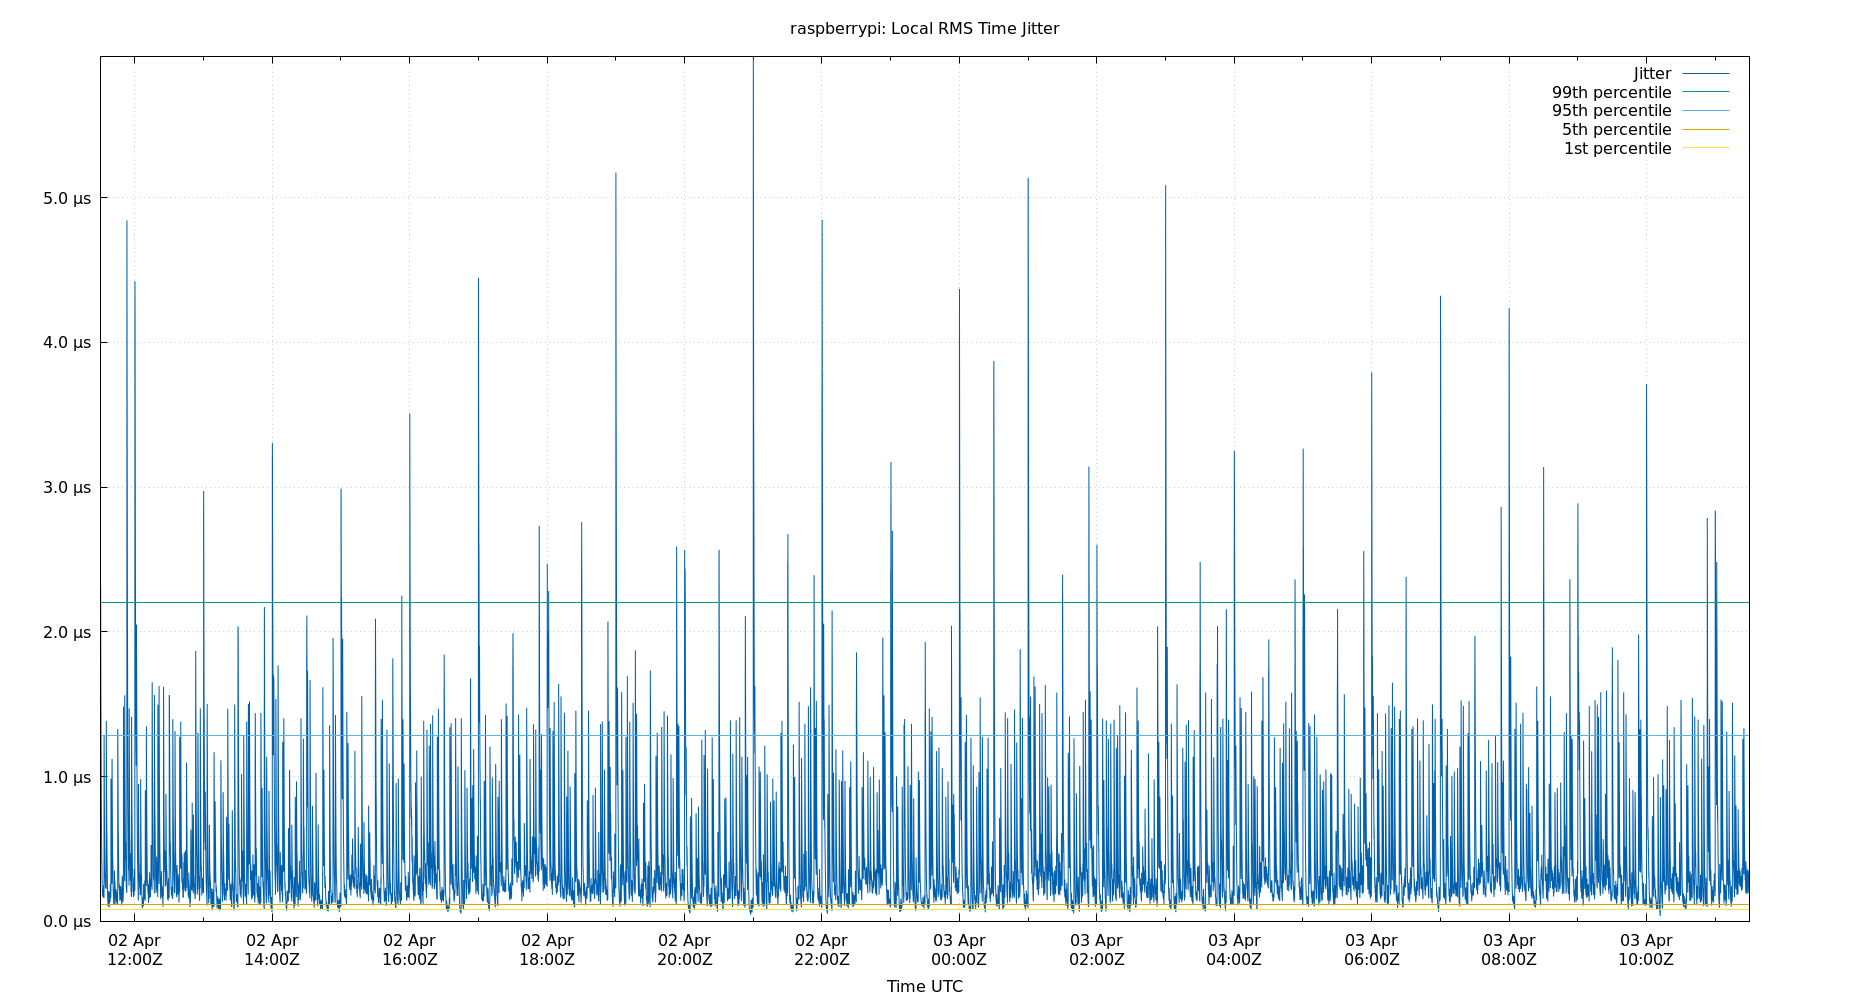 raspberrypi: Local RMS Time Jitter
Jitter
99th percentile
95th percentile
5th percentile
1st percentile
5.0 µs
4.0 µs
3.0 µs
2.0 µs
1.0 µs
0.0 µs
02 Apr 02 Apr 02 Apr 02 Apr 02 Apr 02 Apr 03 Apr 03 Apr 03 Apr 03 Apr 03 Apr 03 Apr
12:00Z 14:00Z 16:00Z 18:00Z 20:00Z 22:00Z 00:00Z 02:00Z 04:00Z 06:00Z 08:00Z 10:00Z
Time UTC